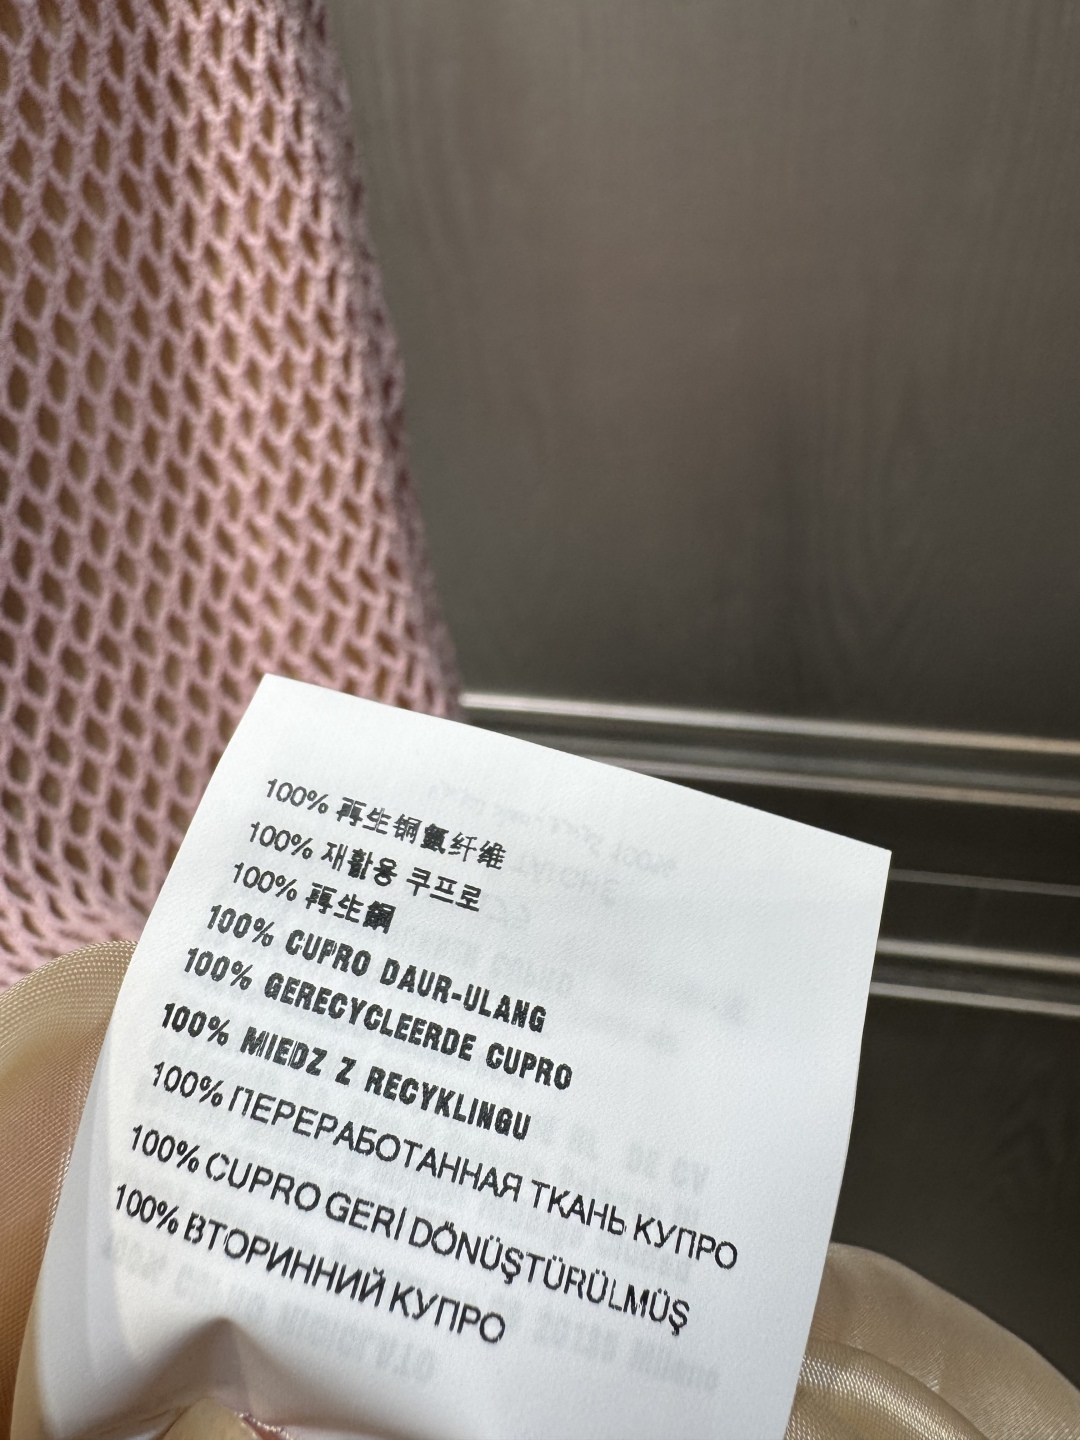 100% 再生铜氨纤维
100% 재활용 쿠프로
100% 再生銅
100% CUPRO DAUR-ULANG
100% GERECYCLEERDE CUPRO
100% MIEDZ Z RECYKLINGU
100% ПЕРЕРАБОТАННАЯ ТКАНЬ КУПРО
100% CUPRO GERİ DÖNÜŞTÜRÜLMÜŞ
100% ВТОРИННИЙ КУПРО